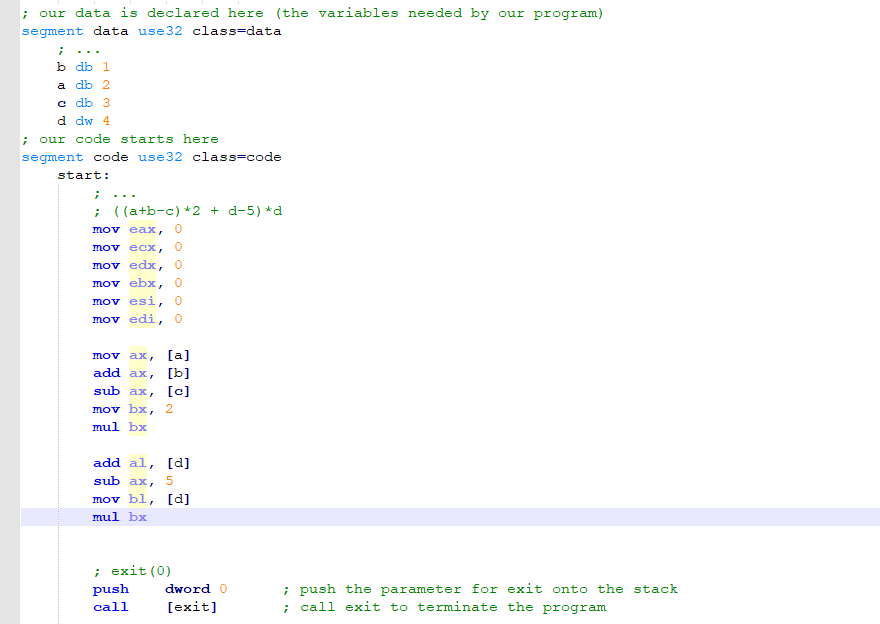 ; our data is declared here (the variables needed by our program)
segment data use32 class=data
    ; ...
    b db 1
    a db 2
    c db 3
    d dw 4
; our code starts here
segment code use32 class=code
    start:
        ; ...
        ; ((a+b-c)*2 + d-5)*d
        mov eax, 0
        mov ecx, 0
        mov edx, 0
        mov ebx, 0
        mov esi, 0
        mov edi, 0

        mov ax, [a]
        add ax, [b]
        sub ax, [c]
        mov bx, 2
        mul bx

        add al, [d]
        sub ax, 5
        mov bl, [d]
        mul bx

        ; exit(0)
        push    dword 0      ; push the parameter for exit onto the stack
        call    [exit]       ; call exit to terminate the program